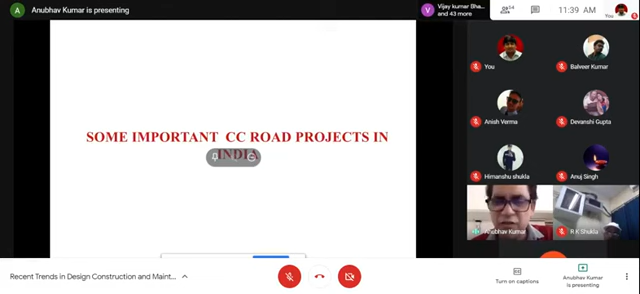 A Anubhav Kumar is presenting
V Vijay kumar Bha...
and 43 more
54
11:39 AM
You
SOME IMPORTANT CC ROAD PROJECTS IN
INDIA
You
Balveer Kumar
Anish Verma
Devanshi Gupta
Himanshu shukla
Anuj Singh
Anubhav Kumar
R K Shukla
Recent Trends in Design Construction and Maint...
Turn on captions
Anubhav Kumar
is presenting